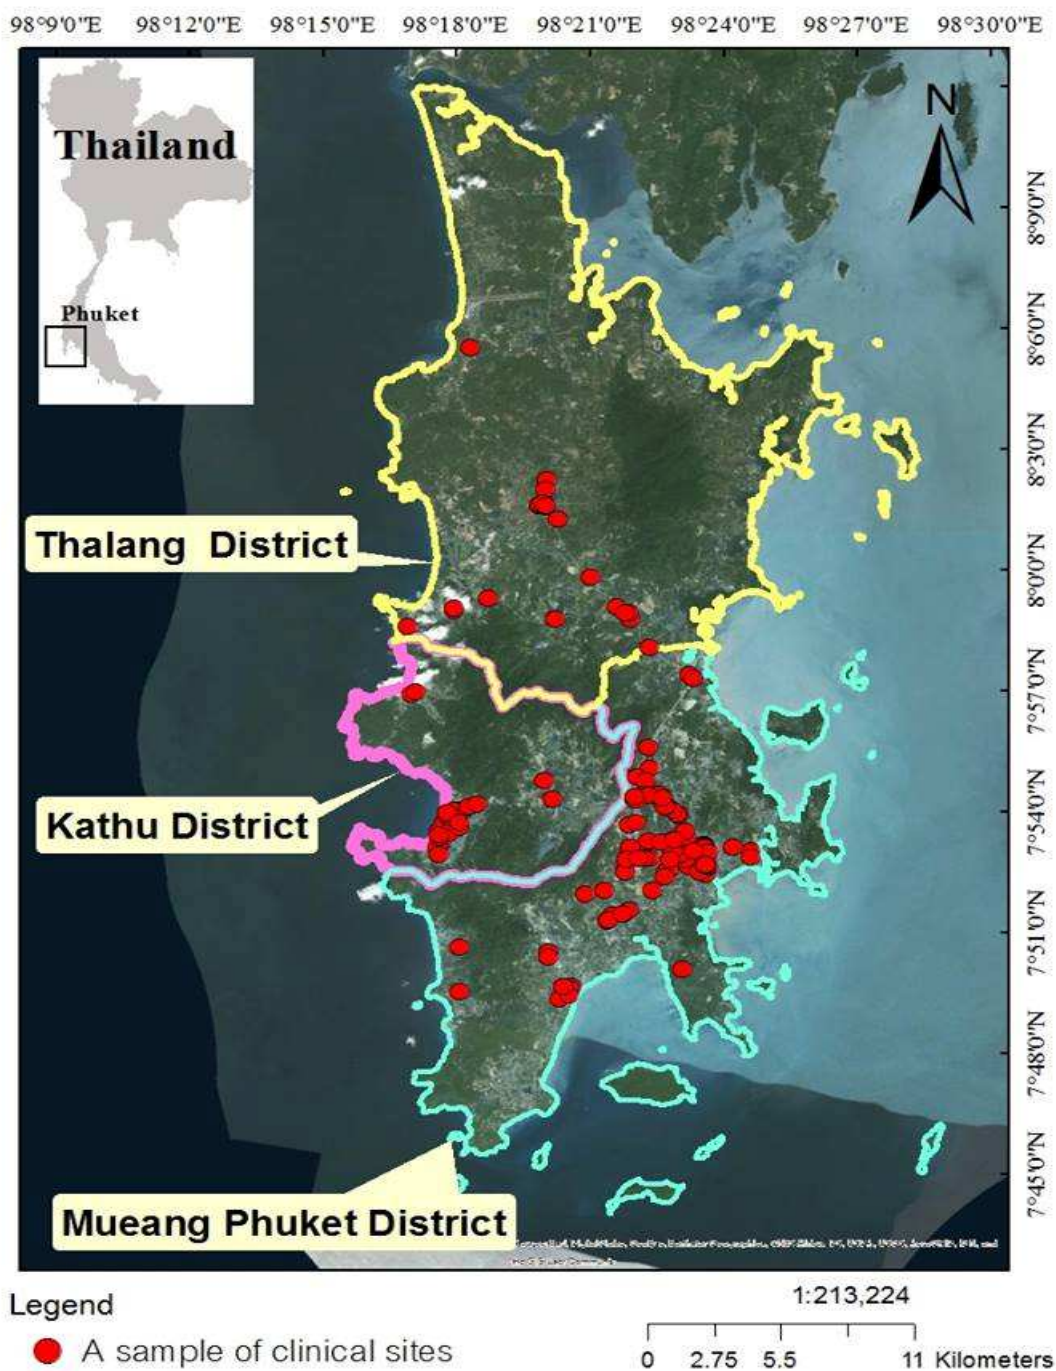 98°9'0"E 98°12'0"E 98°15'0"E 98°18'0"E 98°21'0"E 98°24'0"E 98°27'0"E 98°30'0"E
Thailand
Phuket
N
8°9'0"N
8°6'0"N
8°3'0"N
8°0'0"N
7°57'0"N
7°54'0"N
7°51'0"N
7°48'0"N
7°45'0"N
Thalang District
Kathu District
Mueang Phuket District
Legend
A sample of clinical sites
1:213,224
0 2.75 5.5 11 Kilometers